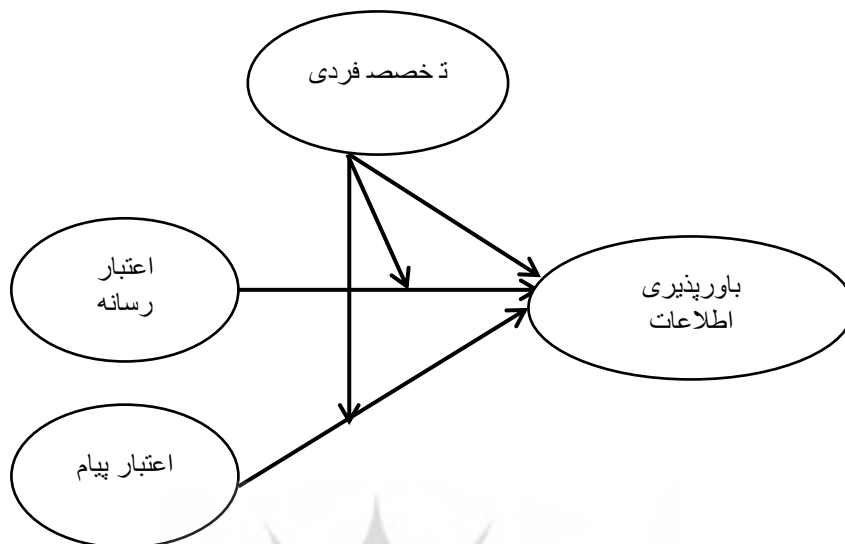 تخصص فردی
اعتبار
رسانه
باورپذیری
اطلاعات
اعتبار پیام